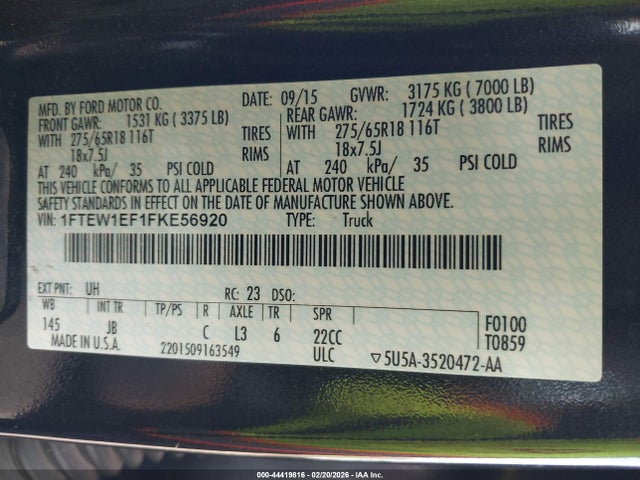 MFD. BY FORD MOTOR CO.
DATE: 09/15 GVWR: 3175 KG ( 7000 LB)
FRONT GAWR: 1531 KG ( 3375 LB)
REAR GAWR: 1724 KG ( 3800 LB)
WITH 275/65R18 116T TIRES
WITH 275/65R18 116T TIRES
18x7.5J RIMS
18x7.5J RIMS
AT 240 kPa/ 35 PSI COLD
AT 240 kPa/ 35 PSI COLD
THIS VEHICLE CONFORMS TO ALL APPLICABLE FEDERAL MOTOR VEHICLE
SAFETY STANDARDS IN EFFECT ON THE DATE OF MANUFACTURE SHOWN ABOVE.
VIN: 1FTEW1EF1FKE56920 TYPE: Truck
EXT PNT: UH RC: 23 DSO:
WB INT TR TP/PS R AXLE TR SPR
145 JB C L3 6 22CC F0100
MADE IN U.S.A. 2201509163549 ULC ▽5U5A-3520472-AA T0859
000-44419816 - 02/20/2026 - IAA Inc.